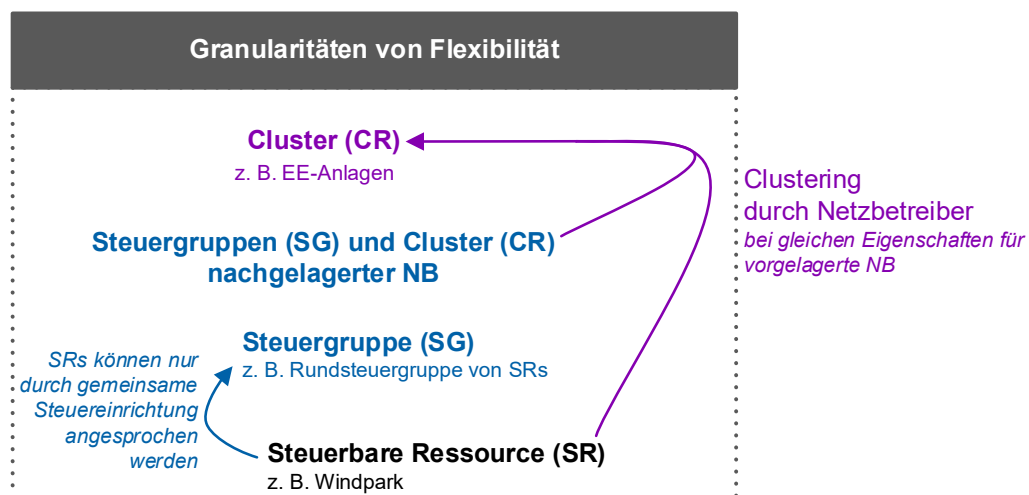 Granularitäten von Flexibilität
Cluster (CR)
z. B. EE-Anlagen
Clustering
durch Netzbetreiber
bei gleichen Eigenschaften für
vorgelagerte NB
Steuergruppen (SG) und Cluster (CR)
nachgelagerter NB
Steuergruppe (SG)
z. B. Rundsteuergruppe von SRs
SRs können nur
durch gemeinsame
Steuereinrichtung
angesprochen
werden
Steuerbare Ressource (SR)
z. B. Windpark